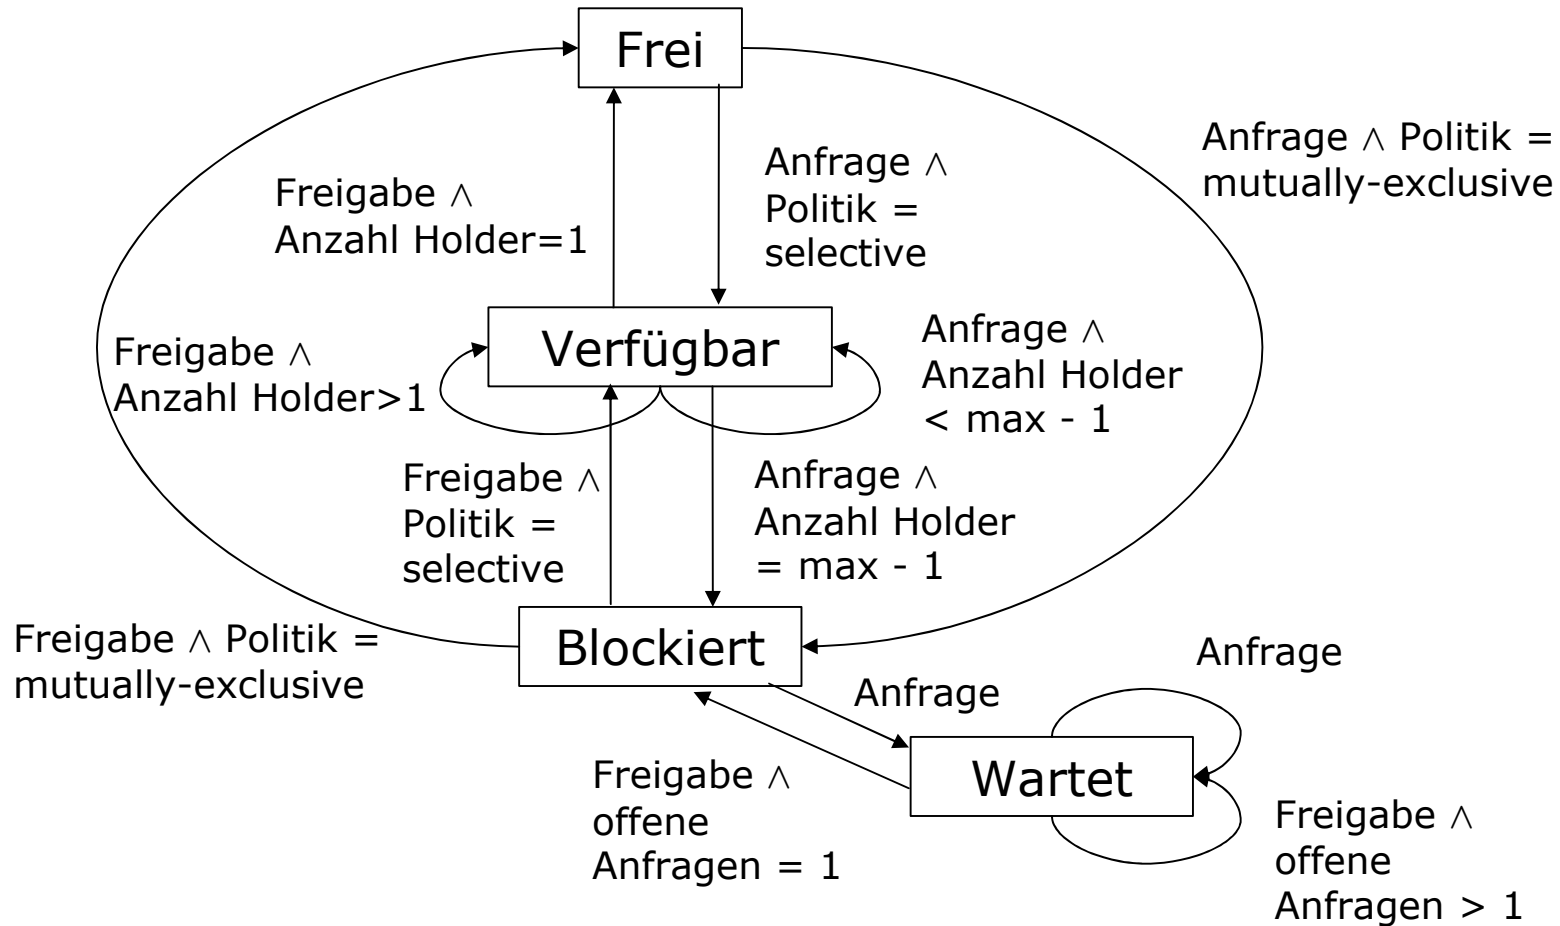 Frei
Anfrage ∧ Politik =
mutually-exclusive
Anfrage ∧
Politik =
selective
Freigabe ∧
Anzahl Holder=1
Verfügbar
Anfrage ∧
Anzahl Holder
< max - 1
Freigabe ∧
Anzahl Holder>1
Freigabe ∧
Politik =
selective
Anfrage ∧
Anzahl Holder
= max - 1
Blockiert
Freigabe ∧ Politik =
mutually-exclusive
Anfrage
Anfrage
Wartet
Freigabe ∧
offene
Anfragen = 1
Freigabe ∧
offene
Anfragen > 1